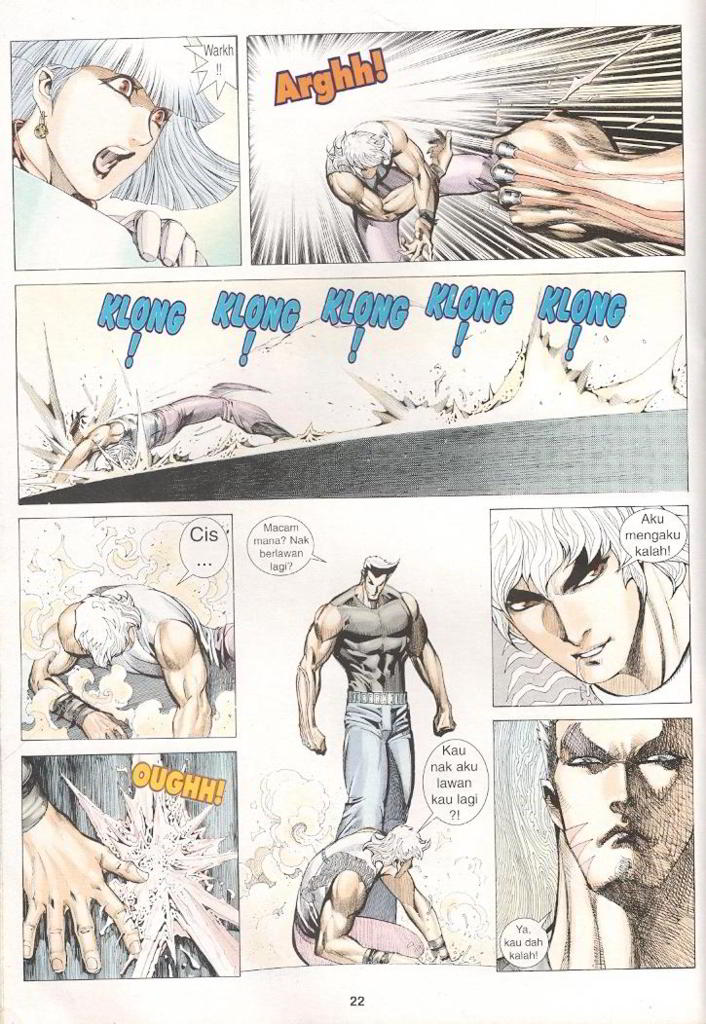 Warkh
!!
Arghh!
KLONG
!
KLONG
!
KLONG
!
KLONG
!
KLONG
!
Cis
...
Macam
mana? Nak
berlawan
lagi?
Aku
mengaku
kalah!
OUGHH!
Kau
nak aku
lawan
kau lagi
?!
Ya,
kau dah
kalah!
22